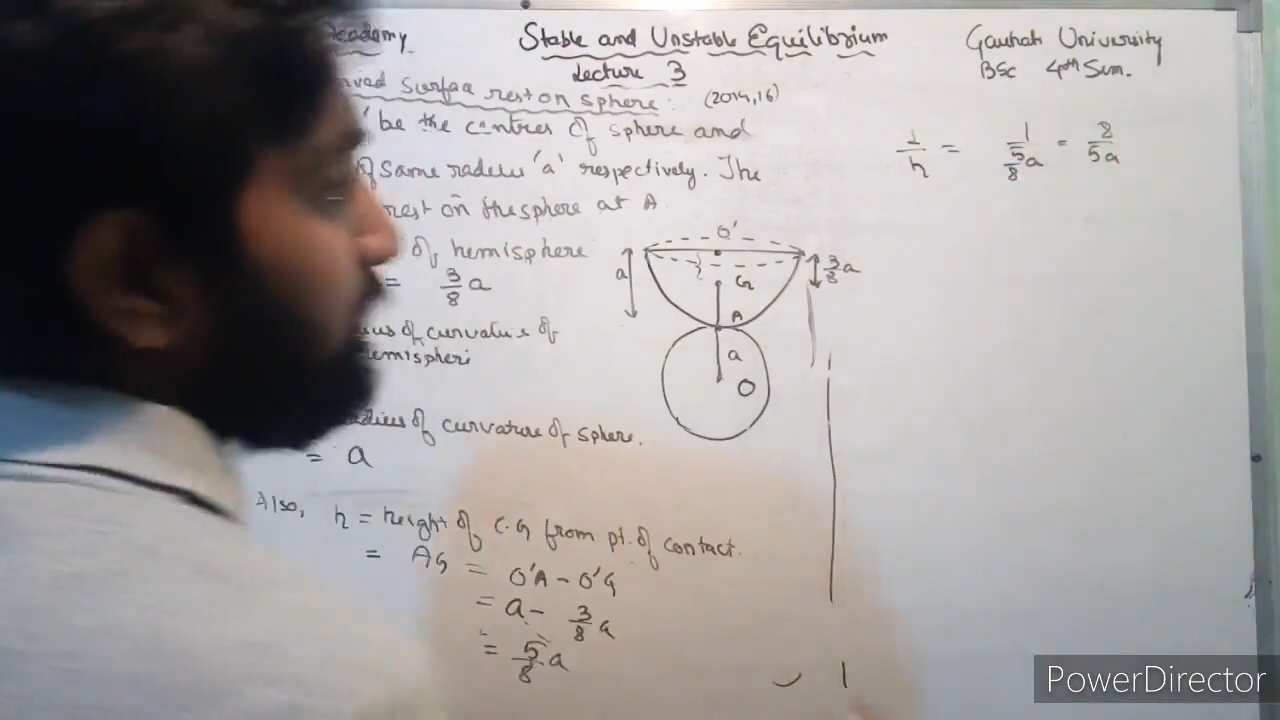 Stable and Unstable Equilibrium
Lecture 3
Gauhati University
BSc 4th Sem.
surface rest on sphere: (2014,16)
be the centres of sphere and
of same radius 'a' respectively. The
rest on the sphere at A
of hemisphere
= 3/8 a
of curvature of
of curvature of sphere.
= a
Also, h = height of C.G from pt. of contact.
= AG = O'A - O'G
= a - 3/8 a
= 5/8 a
O'
a
G
3/8 a
A
a
O
1/h = 1/(5/8 a) = 8/5a
PowerDirector